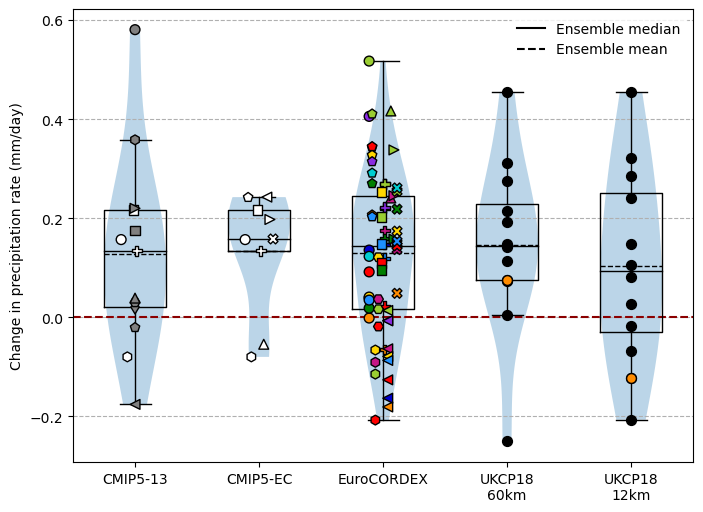 Change in precipitation rate (mm/day)
0.6
0.4
0.2
0.0
−0.2
Ensemble median
Ensemble mean
CMIP5-13
CMIP5-EC
EuroCORDEX
UKCP18
60km
UKCP18
12km